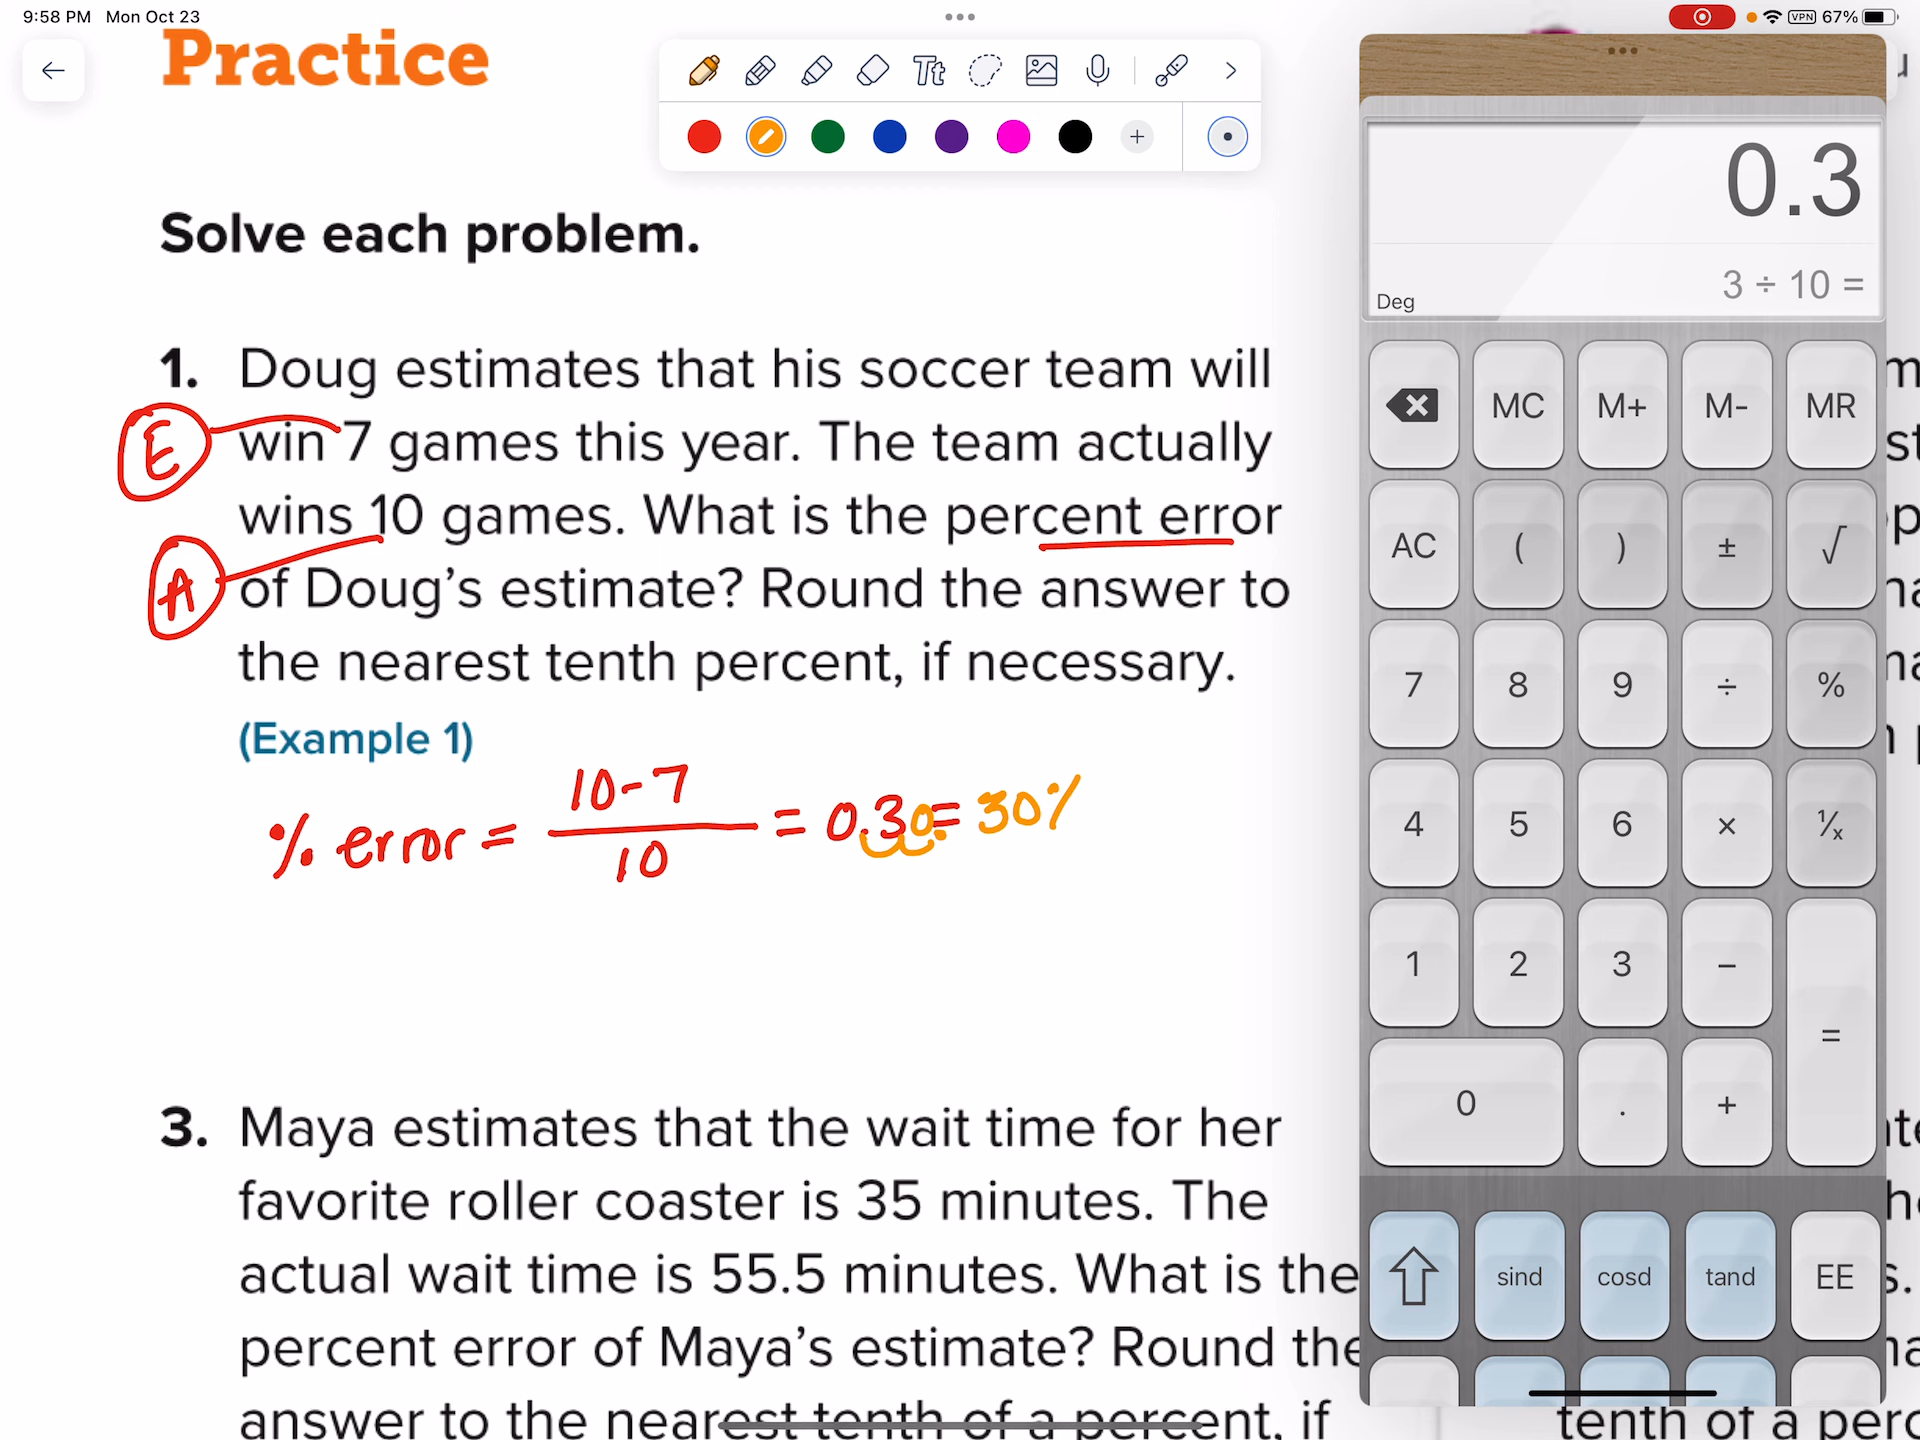 9:58 PM Mon Oct 23
VPN 67%
Practice
Tt
Solve each problem.
1. Doug estimates that his soccer team will
win 7 games this year. The team actually
wins 10 games. What is the percent error
of Doug's estimate? Round the answer to
the nearest tenth percent, if necessary.
(Example 1)
E
A
% error = 10-7 / 10 = 0.30. = 30%
3. Maya estimates that the wait time for her
favorite roller coaster is 35 minutes. The
actual wait time is 55.5 minutes. What is the
percent error of Maya's estimate? Round the
answer to the nearest tenth of a percent, if
0.3
3 ÷ 10 =
Deg
MC M+ M- MR
AC ( ) ± √
7 8 9 ÷ %
4 5 6 × 1/x
1 2 3 −
=
0 . +
sind cosd tand EE
tenth of a perc